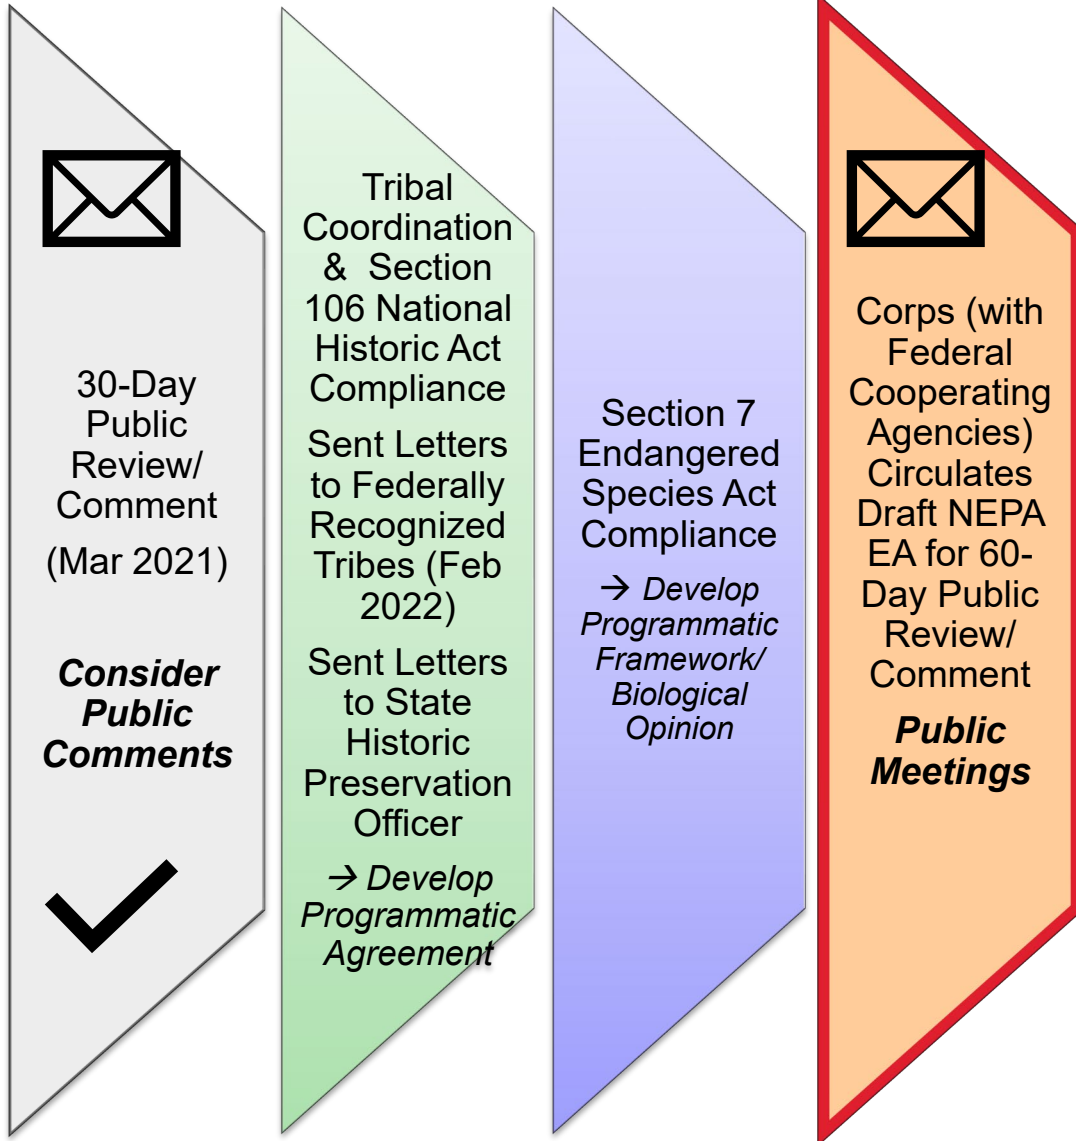 30-Day
Public
Review/
Comment
(Mar 2021)
Consider
Public
Comments
Tribal
Coordination
& Section
106 National
Historic Act
Compliance
Sent Letters
to Federally
Recognized
Tribes (Feb
2022)
Sent Letters
to State
Historic
Preservation
Officer
→ Develop
Programmatic
Agreement
Section 7
Endangered
Species Act
Compliance
→ Develop
Programmatic
Framework/
Biological
Opinion
Corps (with
Federal
Cooperating
Agencies)
Circulates
Draft NEPA
EA for 60-
Day Public
Review/
Comment
Public
Meetings